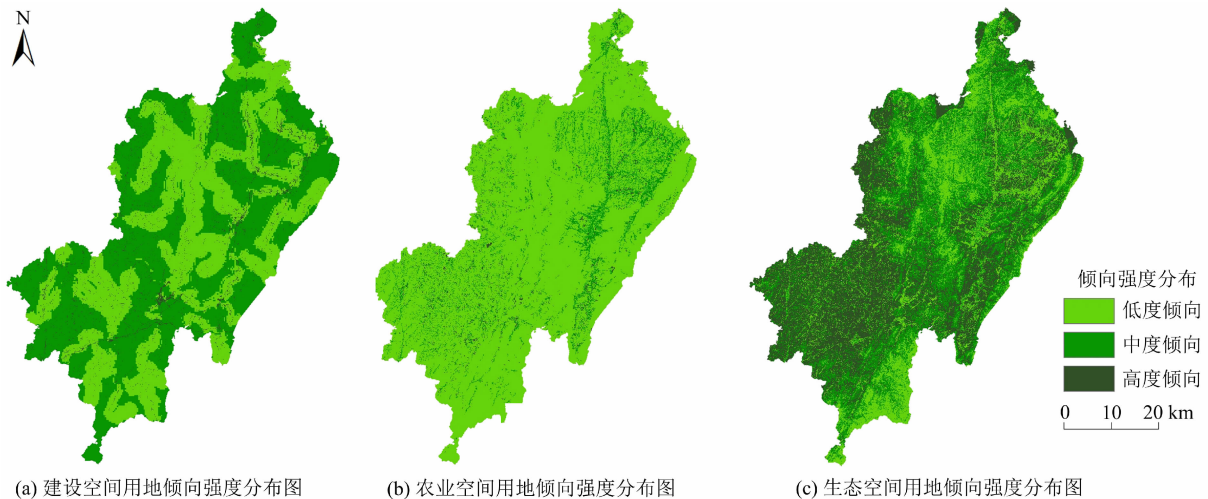 N
倾向强度分布
低度倾向
中度倾向
高度倾向
0 10 20 km
(a) 建设空间用地倾向强度分布图
(b) 农业空间用地倾向强度分布图
(c) 生态空间用地倾向强度分布图